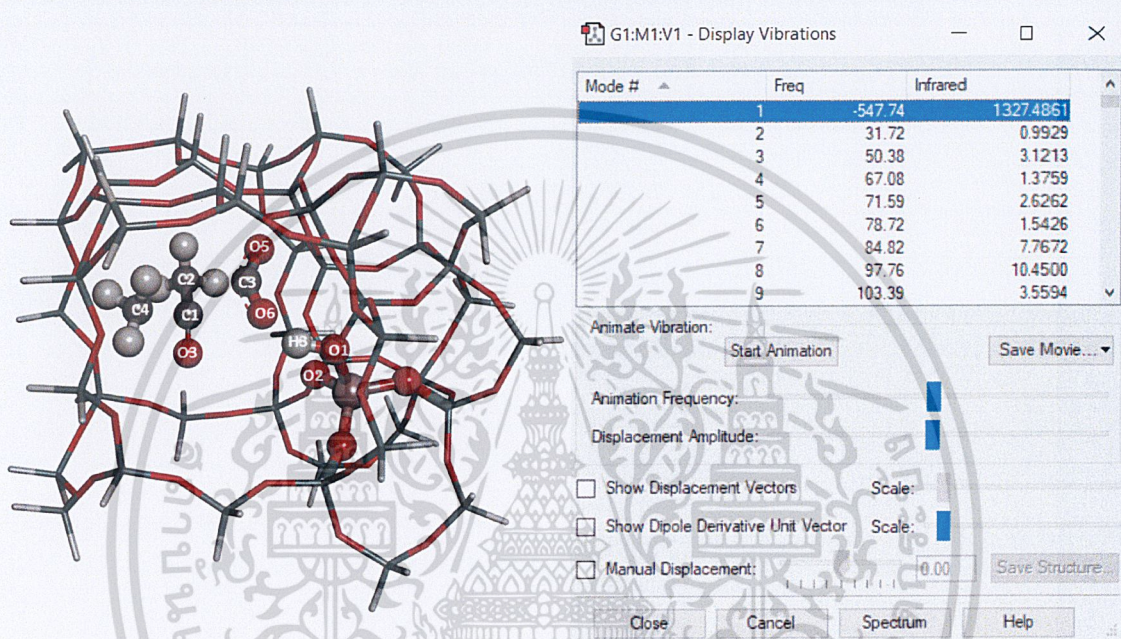 G1:M1:V1 - Display Vibrations
Mode # Freq Infrared
1 -547.74 1327.4861
2 31.72 0.9929
3 50.38 3.1213
4 67.08 1.3759
5 71.59 2.6262
6 78.72 1.5426
7 84.82 7.7672
8 97.76 10.4500
9 103.39 3.5594
Animate Vibration:
Start Animation
Save Movie...
Animation Frequency:
Displacement Amplitude:
Show Displacement Vectors Scale:
Show Dipole Derivative Unit Vector Scale:
Manual Displacement: 0.00 Save Structure...
Close Cancel Spectrum Help
O5
C2
C3
C4
C1
O6
O3
O1
O2